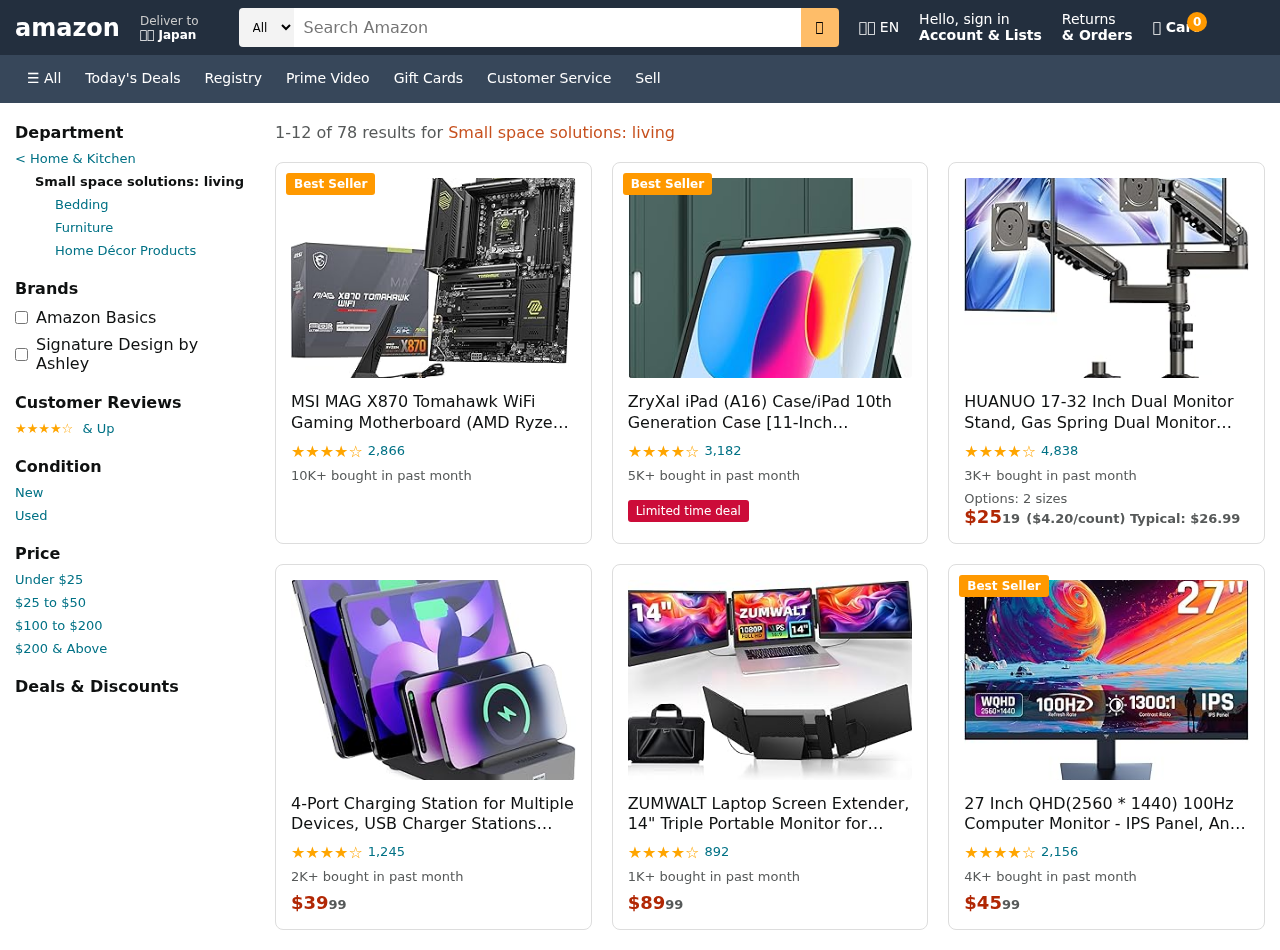 amazon
Deliver to
Japan
All
Search Amazon
EN
Hello, sign in
Account & Lists
Returns
& Orders
0
☰ All
Today's Deals
Registry
Prime Video
Gift Cards
Customer Service
Sell
Department
< Home & Kitchen
Small space solutions: living
Bedding
Furniture
Home Décor Products
Brands
Amazon Basics
Signature Design by
Ashley
Customer Reviews
★★★★☆ & Up
Condition
New
Used
Price
Under $25
$25 to $50
$100 to $200
$200 & Above
Deals & Discounts
1-12 of 78 results for Small space solutions: living
Best Seller
MAG X870 TOMAHAWK
WIFI
X870
MSI MAG X870 Tomahawk WiFi
Gaming Motherboard (AMD Ryze…
★★★★☆ 2,866
10K+ bought in past month
Best Seller
ZryXal iPad (A16) Case/iPad 10th
Generation Case [11-Inch…
★★★★☆ 3,182
5K+ bought in past month
Limited time deal
HUANUO 17-32 Inch Dual Monitor
Stand, Gas Spring Dual Monitor…
★★★★☆ 4,838
3K+ bought in past month
Options: 2 sizes
$2519 ($4.20/count) Typical: $26.99
4-Port Charging Station for Multiple
Devices, USB Charger Stations…
★★★★☆ 1,245
2K+ bought in past month
$3999
14"
ZUMWALT
1080P
14"
ZUMWALT Laptop Screen Extender,
14" Triple Portable Monitor for…
★★★★☆ 892
1K+ bought in past month
$8999
Best Seller
27"
WQHD
2560×1440
100HZ
Refresh Rate
1300:1
Contrast Ratio
IPS
IPS Panel
27 Inch QHD(2560 * 1440) 100Hz
Computer Monitor - IPS Panel, An…
★★★★☆ 2,156
4K+ bought in past month
$4599